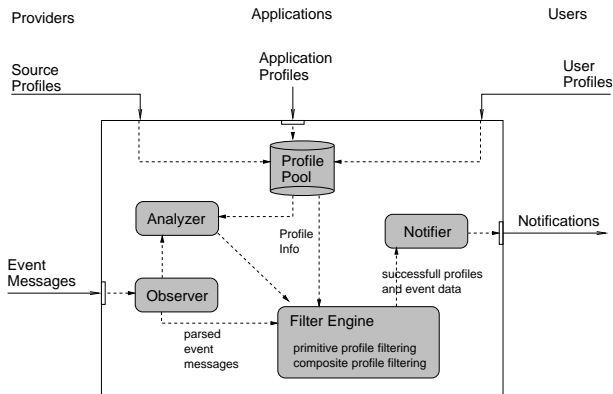 Providers
Applications
Users
Source
Profiles
Application
Profiles
User
Profiles
Profile
Pool
Analyzer
Profile
Info
Notifier
Notifications
Event
Messages
Observer
successfull profiles
and event data
parsed
event
messages
Filter Engine
primitive profile filtering
composite profile filtering